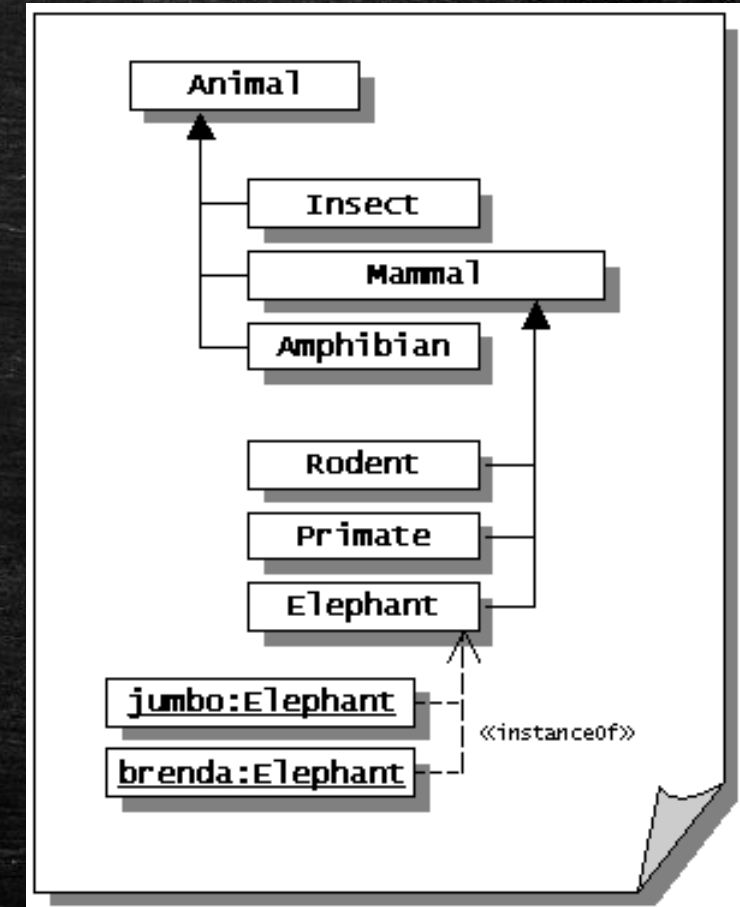 Animal
Insect
Mammal
Amphibian
Rodent
Primate
Elephant
jumbo:Elephant
«instanceOf»
brenda:Elephant